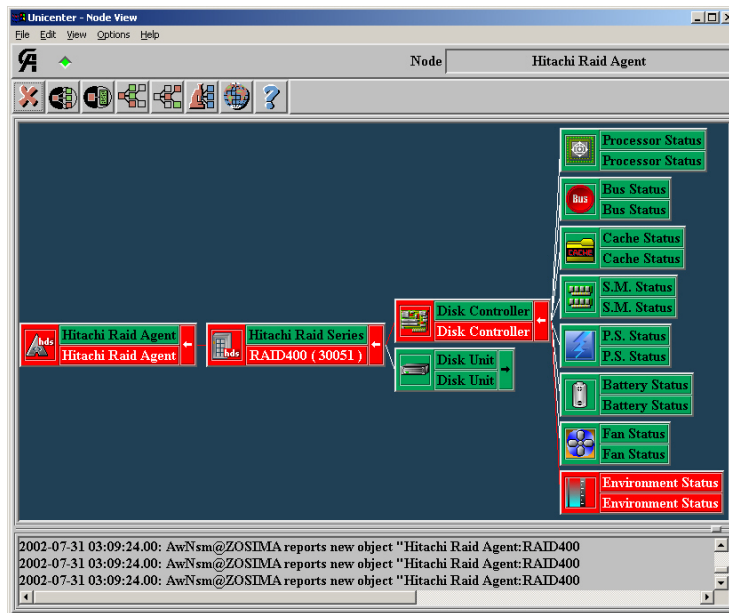 Unicenter - Node View
File Edit View Options Help
CA
Node Hitachi Raid Agent
Processor Status
Processor Status
Bus
Bus Status
Bus Status
CACHE
Cache Status
Cache Status
S.M. Status
S.M. Status
hds
Hitachi Raid Agent
Hitachi Raid Agent
hds
Hitachi Raid Series
RAID400 ( 30051 )
Disk Controller
Disk Controller
Disk Unit
Disk Unit
P.S. Status
P.S. Status
Battery Status
Battery Status
Fan Status
Fan Status
Environment Status
Environment Status
2002-07-31 03:09:24.00: AwNsm@ZOSIMA reports new object "Hitachi Raid Agent:RAID400
2002-07-31 03:09:24.00: AwNsm@ZOSIMA reports new object "Hitachi Raid Agent:RAID400
2002-07-31 03:09:24.00: AwNsm@ZOSIMA reports new object "Hitachi Raid Agent:RAID400